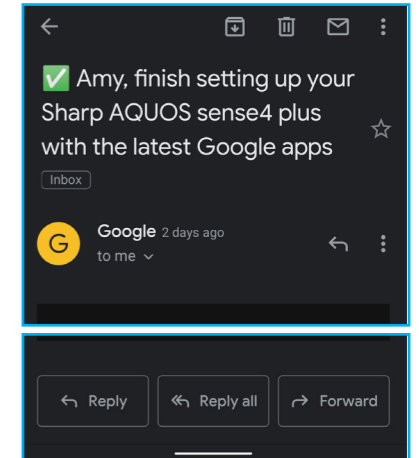 ✅ Amy, finish setting up your
Sharp AQUOS sense4 plus
with the latest Google apps
Inbox
G
Google 2 days ago
to me
Reply
Reply all
Forward